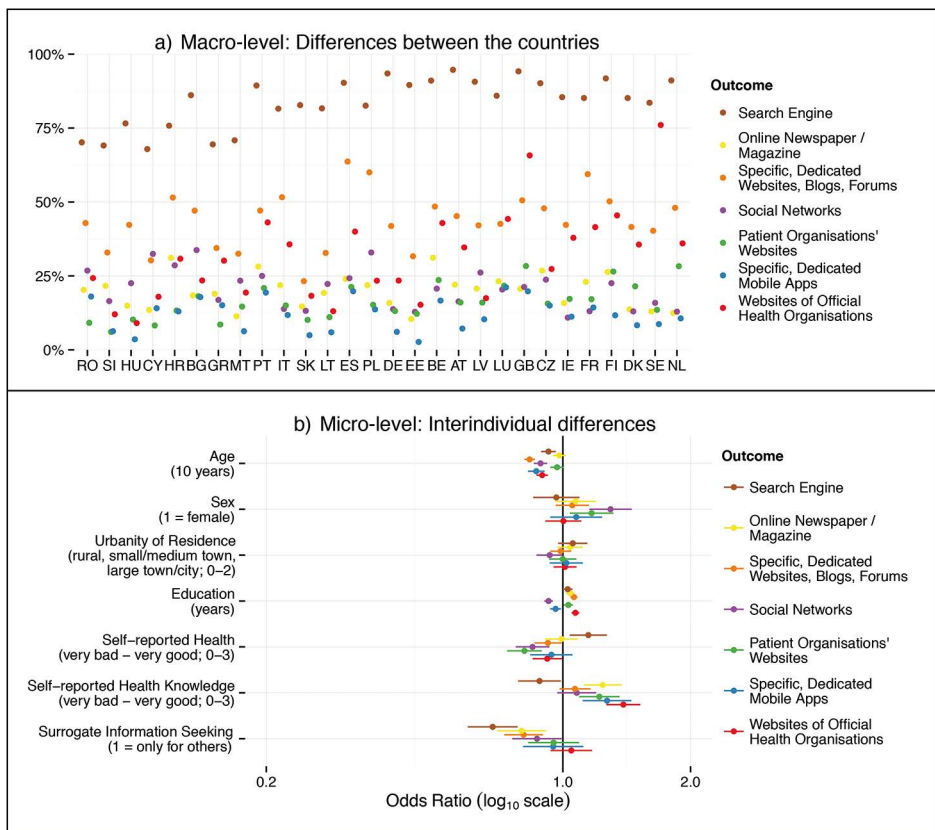 a) Macro-level: Differences between the countries
100%
75%
50%
25%
0%
RO SI HU CY HR BG GR MT PT IT SK LT ES PL DE EE BE AT LV LU GB CZ IE FR FI DK SE NL
Outcome
Search Engine
Online Newspaper /
Magazine
Specific, Dedicated
Websites, Blogs, Forums
Social Networks
Patient Organisations'
Websites
Specific, Dedicated
Mobile Apps
Websites of Official
Health Organisations
b) Micro-level: Interindividual differences
Age
(10 years)
Sex
(1 = female)
Urbanity of Residence
(rural, small/medium town,
large town/city; 0–2)
Education
(years)
Self−reported Health
(very bad – very good; 0–3)
Self−reported Health Knowledge
(very bad – very good; 0–3)
Surrogate Information Seeking
(1 = only for others)
0.2 1.0 2.0
Odds Ratio (log10 scale)
Outcome
Search Engine
Online Newspaper /
Magazine
Specific, Dedicated
Websites, Blogs, Forums
Social Networks
Patient Organisations'
Websites
Specific, Dedicated
Mobile Apps
Websites of Official
Health Organisations